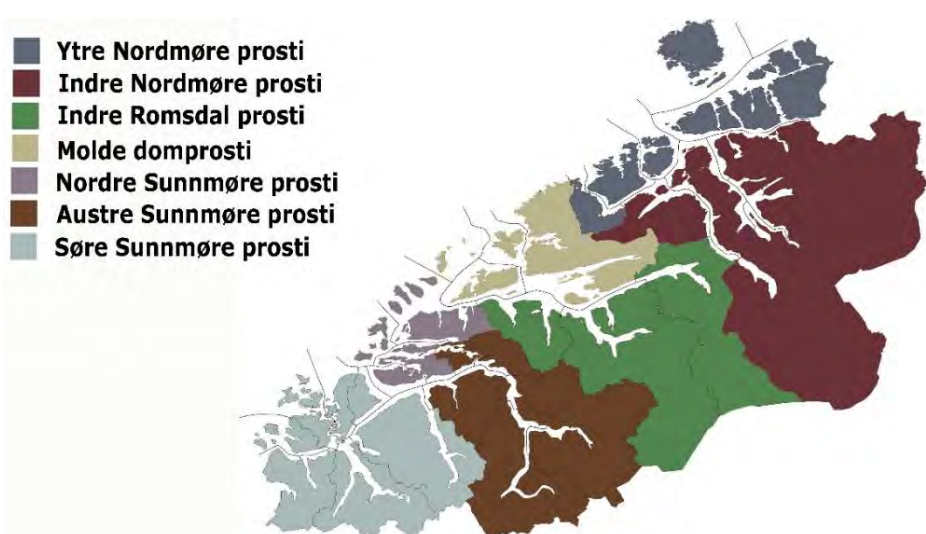 Ytre Nordmøre prosti
Indre Nordmøre prosti
Indre Romsdal prosti
Molde domprosti
Nordre Sunnmøre prosti
Austre Sunnmøre prosti
Søre Sunnmøre prosti